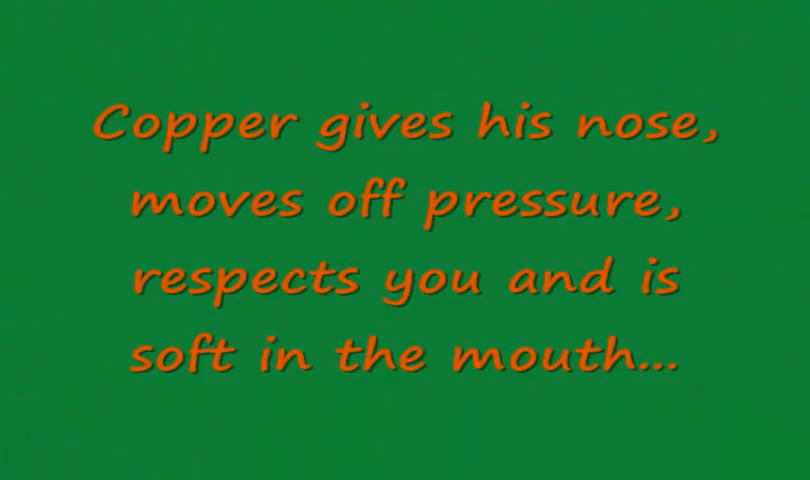 Copper gives his nose,
moves off pressure,
respects you and is
soft in the mouth...